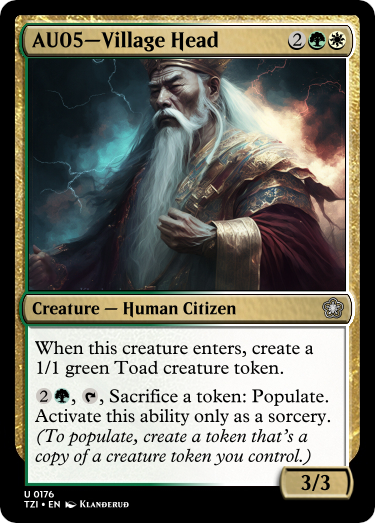 AU05—Village Head 2
Creature — Human Citizen
When this creature enters, create a
1/1 green Toad creature token.
2, , Sacrifice a token: Populate.
Activate this ability only as a sorcery.
(To populate, create a token that's a
copy of a creature token you control.)
3/3
U 0176
TZI • EN Klanderud